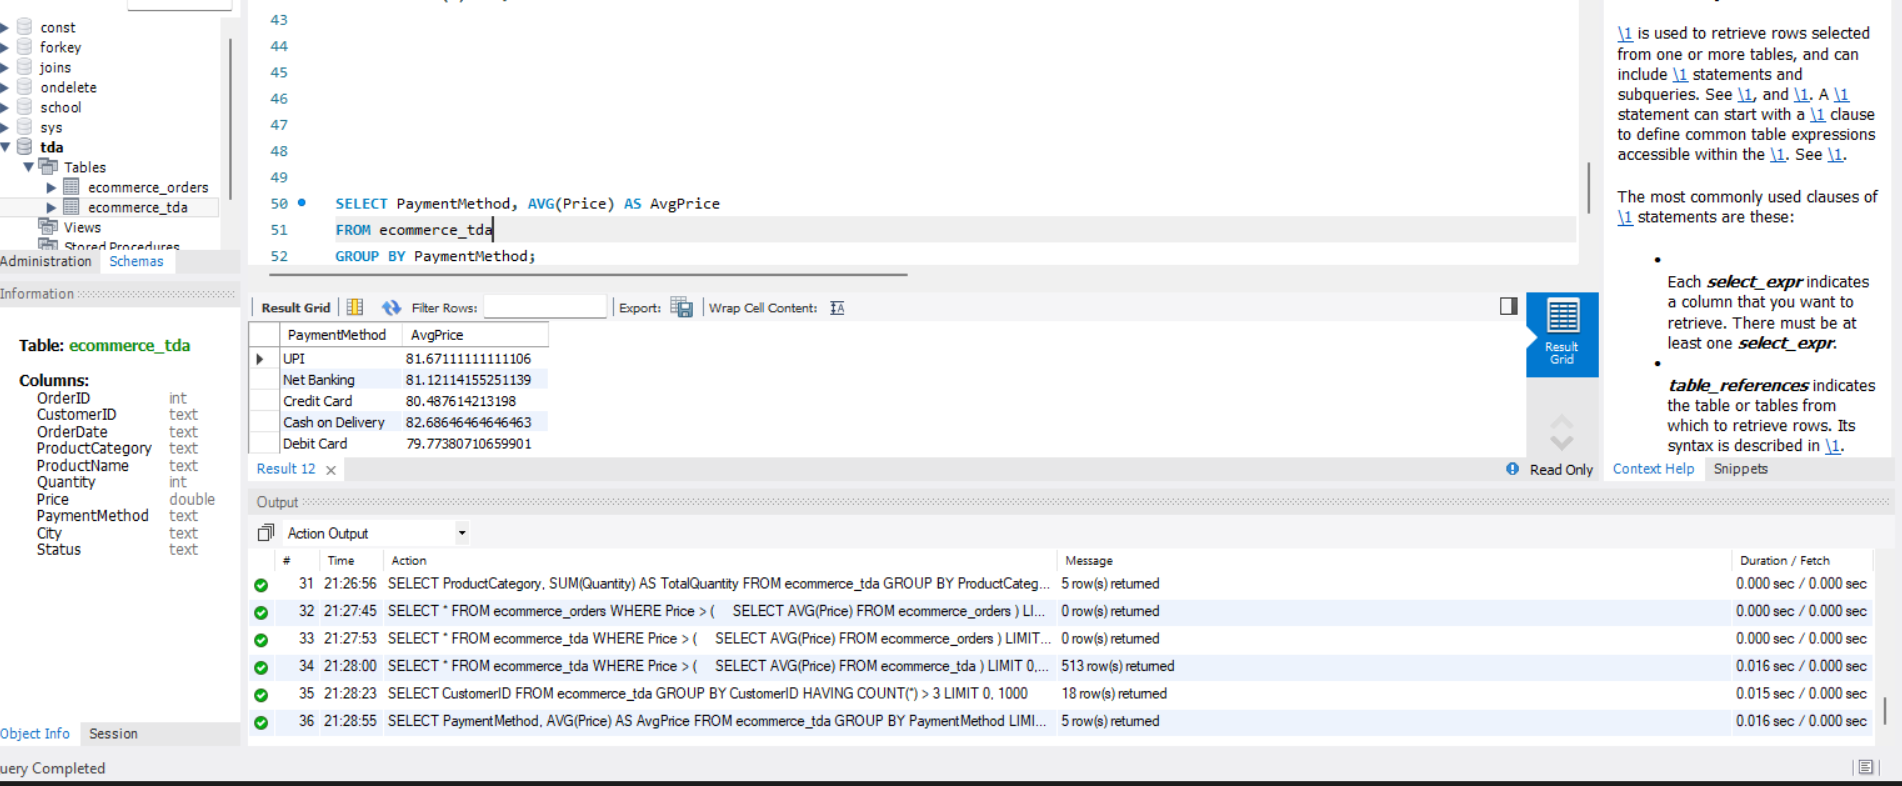 const
forkey
joins
ondelete
school
sys
tda
Tables
ecommerce_orders
ecommerce_tda
Views
Stored Procedures
Administration Schemas
Information
Table: ecommerce_tda
Columns:
OrderID int
CustomerID text
OrderDate text
ProductCategory text
ProductName text
Quantity int
Price double
PaymentMethod text
City text
Status text
Object Info Session
uery Completed
43
44
45
46
47
48
49
50 SELECT PaymentMethod, AVG(Price) AS AvgPrice
51 FROM ecommerce_tda
52 GROUP BY PaymentMethod;
Result Grid Filter Rows: Export: Wrap Cell Content:
PaymentMethod AvgPrice
UPI 81.67111111111106
Net Banking 81.12114155251139
Credit Card 80.487614213198
Cash on Delivery 82.68646464646463
Debit Card 79.77380710659901
Result Grid
Result 12 Read Only
Output
Action Output
# Time Action Message Duration / Fetch
31 21:26:56 SELECT ProductCategory, SUM(Quantity) AS TotalQuantity FROM ecommerce_tda GROUP BY ProductCateg... 5 row(s) returned 0.000 sec / 0.000 sec
32 21:27:45 SELECT * FROM ecommerce_orders WHERE Price > ( SELECT AVG(Price) FROM ecommerce_orders ) LI... 0 row(s) returned 0.000 sec / 0.000 sec
33 21:27:53 SELECT * FROM ecommerce_tda WHERE Price > ( SELECT AVG(Price) FROM ecommerce_orders ) LIMIT... 0 row(s) returned 0.000 sec / 0.000 sec
34 21:28:00 SELECT * FROM ecommerce_tda WHERE Price > ( SELECT AVG(Price) FROM ecommerce_tda ) LIMIT 0,... 513 row(s) returned 0.016 sec / 0.000 sec
35 21:28:23 SELECT CustomerID FROM ecommerce_tda GROUP BY CustomerID HAVING COUNT(*) > 3 LIMIT 0, 1000 18 row(s) returned 0.015 sec / 0.000 sec
36 21:28:55 SELECT PaymentMethod, AVG(Price) AS AvgPrice FROM ecommerce_tda GROUP BY PaymentMethod LIMI... 5 row(s) returned 0.016 sec / 0.000 sec
\1 is used to retrieve rows selected
from one or more tables, and can
include \1 statements and
subqueries. See \1, and \1. A \1
statement can start with a \1 clause
to define common table expressions
accessible within the \1. See \1.
The most commonly used clauses of
\1 statements are these:
•
Each select_expr indicates
a column that you want to
retrieve. There must be at
least one select_expr.
•
table_references indicates
the table or tables from
which to retrieve rows. Its
syntax is described in \1.
Context Help Snippets